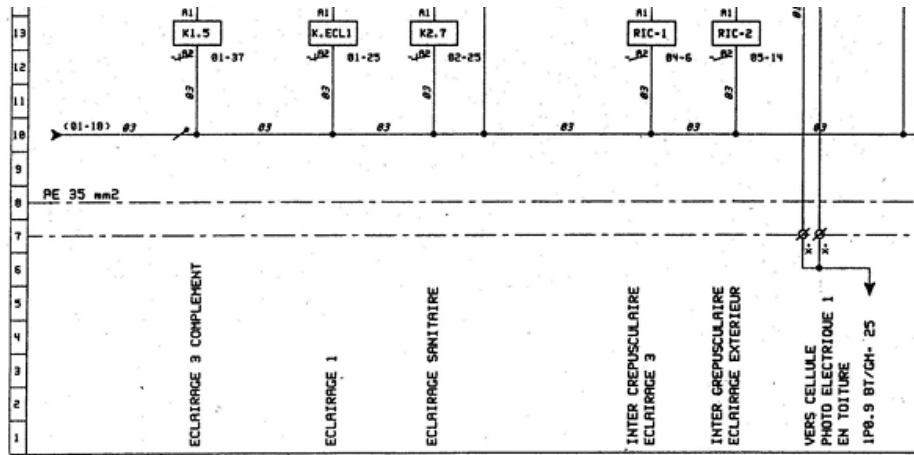 A1 A1 A1 A1 A1
13 K1.5 K.ECL1 K2.7 RIC-1 RIC-2
12 A2 01-37 A2 01-25 A2 02-25 A2 04-6 A2 05-14
11 03 03 03 03 03
10 (01-18) 03 03 03 03 03 03
9
8 PE 35 mm2
7
6 X- X-
5
4
3
2
1
ECLAIRAGE 3 COMPLEMENT
ECLAIRAGE 1
ECLAIRAGE SANITAIRE
INTER CREPUSCULAIRE
ECLAIRAGE 3
INTER GREPUSCULAIRE
ECLAIRAGE EXTERIEUR
VERS CELLULE
PHOTO ELECTRIQUE 1
EN TOITURE
1P0.9 BT/GH- 25